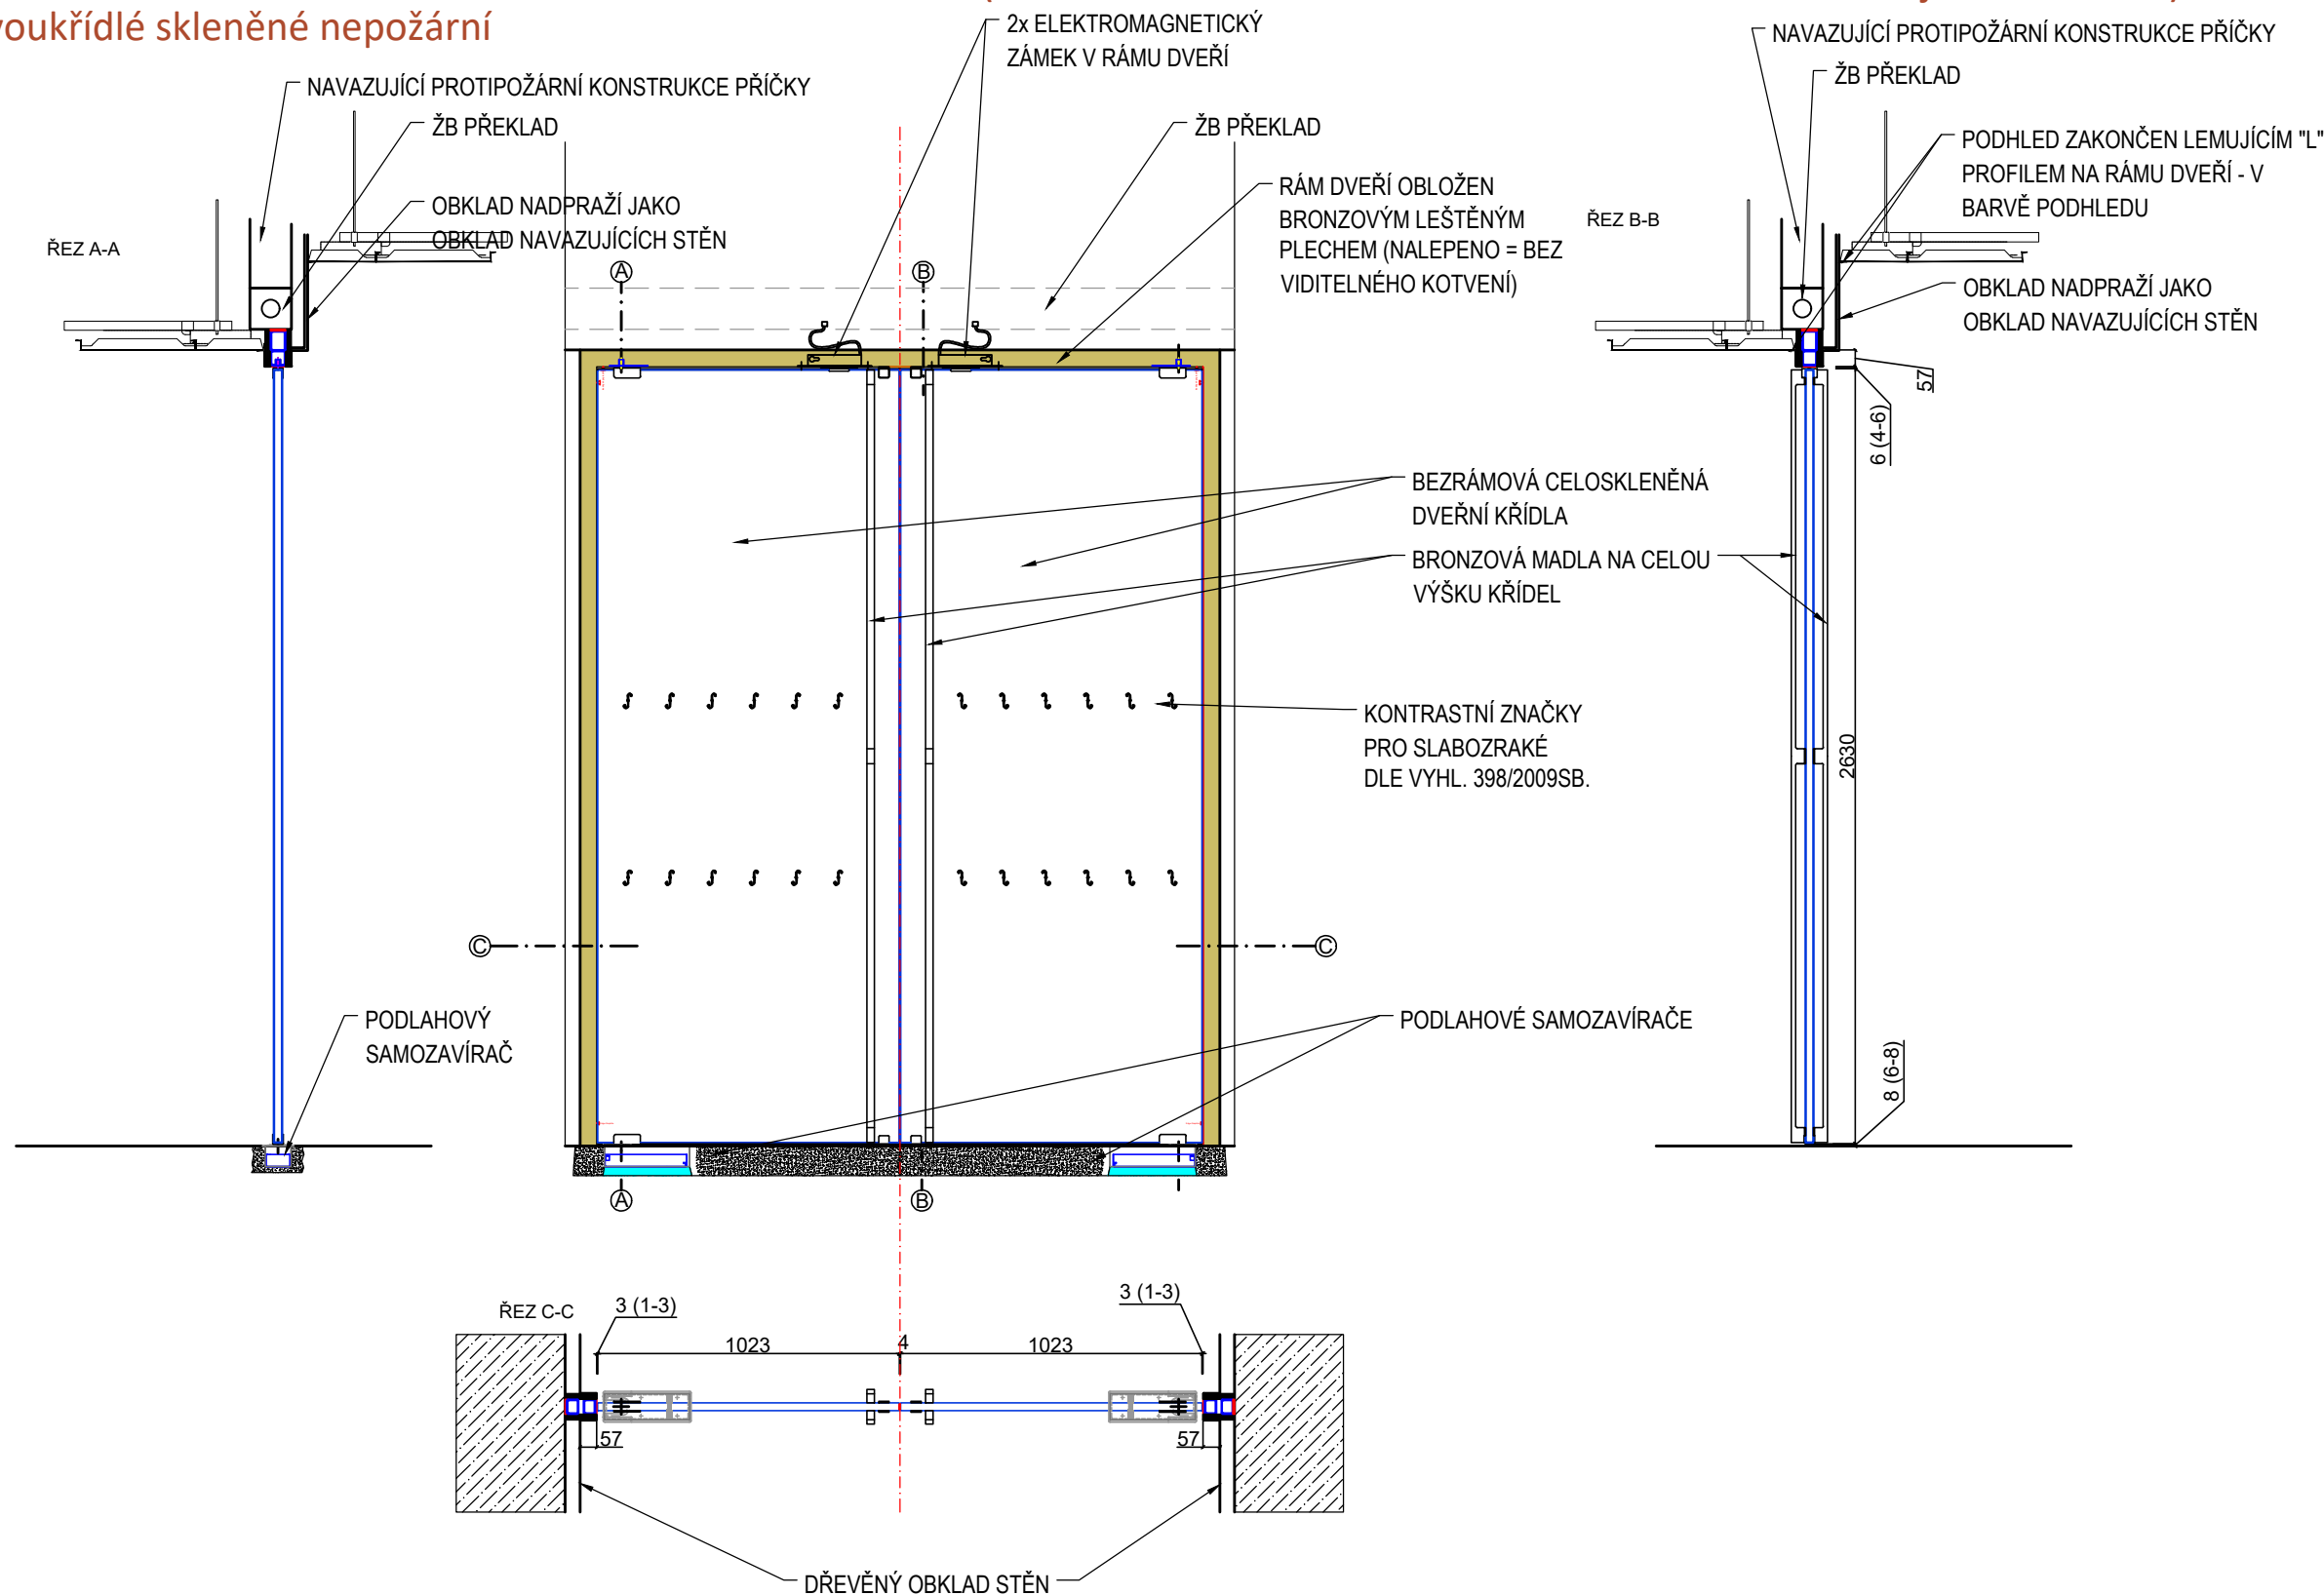 voukřídlé skleněné nepožární
2x ELEKTROMAGNETICKÝ
ZÁMEK V RÁMU DVEŘÍ
NAVAZUJÍCÍ PROTIPOŽÁRNÍ KONSTRUKCE PŘÍČKY
ŽB PŘEKLAD
OBKLAD NADPRAŽÍ JAKO
OBKLAD NAVAZUJÍCÍCH STĚN
ŘEZ A-A
ŽB PŘEKLAD
RÁM DVEŘÍ OBLOŽEN
BRONZOVÝM LEŠTĚNÝM
PLECHEM (NALEPENO = BEZ
VIDITELNÉHO KOTVENÍ)
NAVAZUJÍCÍ PROTIPOŽÁRNÍ KONSTRUKCE PŘÍČKY
ŽB PŘEKLAD
PODHLED ZAKONČEN LEMUJÍCÍM "L"
PROFILEM NA RÁMU DVEŘÍ - V
BARVĚ PODHLEDU
ŘEZ B-B
OBKLAD NADPRAŽÍ JAKO
OBKLAD NAVAZUJÍCÍCH STĚN
A
B
57
6 (4-6)
BEZRÁMOVÁ CELOSKLENĚNÁ
DVEŘNÍ KŘÍDLA
BRONZOVÁ MADLA NA CELOU
VÝŠKU KŘÍDEL
KONTRASTNÍ ZNAČKY
PRO SLABOZRAKÉ
DLE VYHL. 398/2009SB.
2630
C
C
PODLAHOVÝ
SAMOZAVÍRAČ
PODLAHOVÉ SAMOZAVÍRAČE
8 (6-8)
A
B
ŘEZ C-C
3 (1-3)
3 (1-3)
1023
4
1023
57
57
DŘEVĚNÝ OBKLAD STĚN